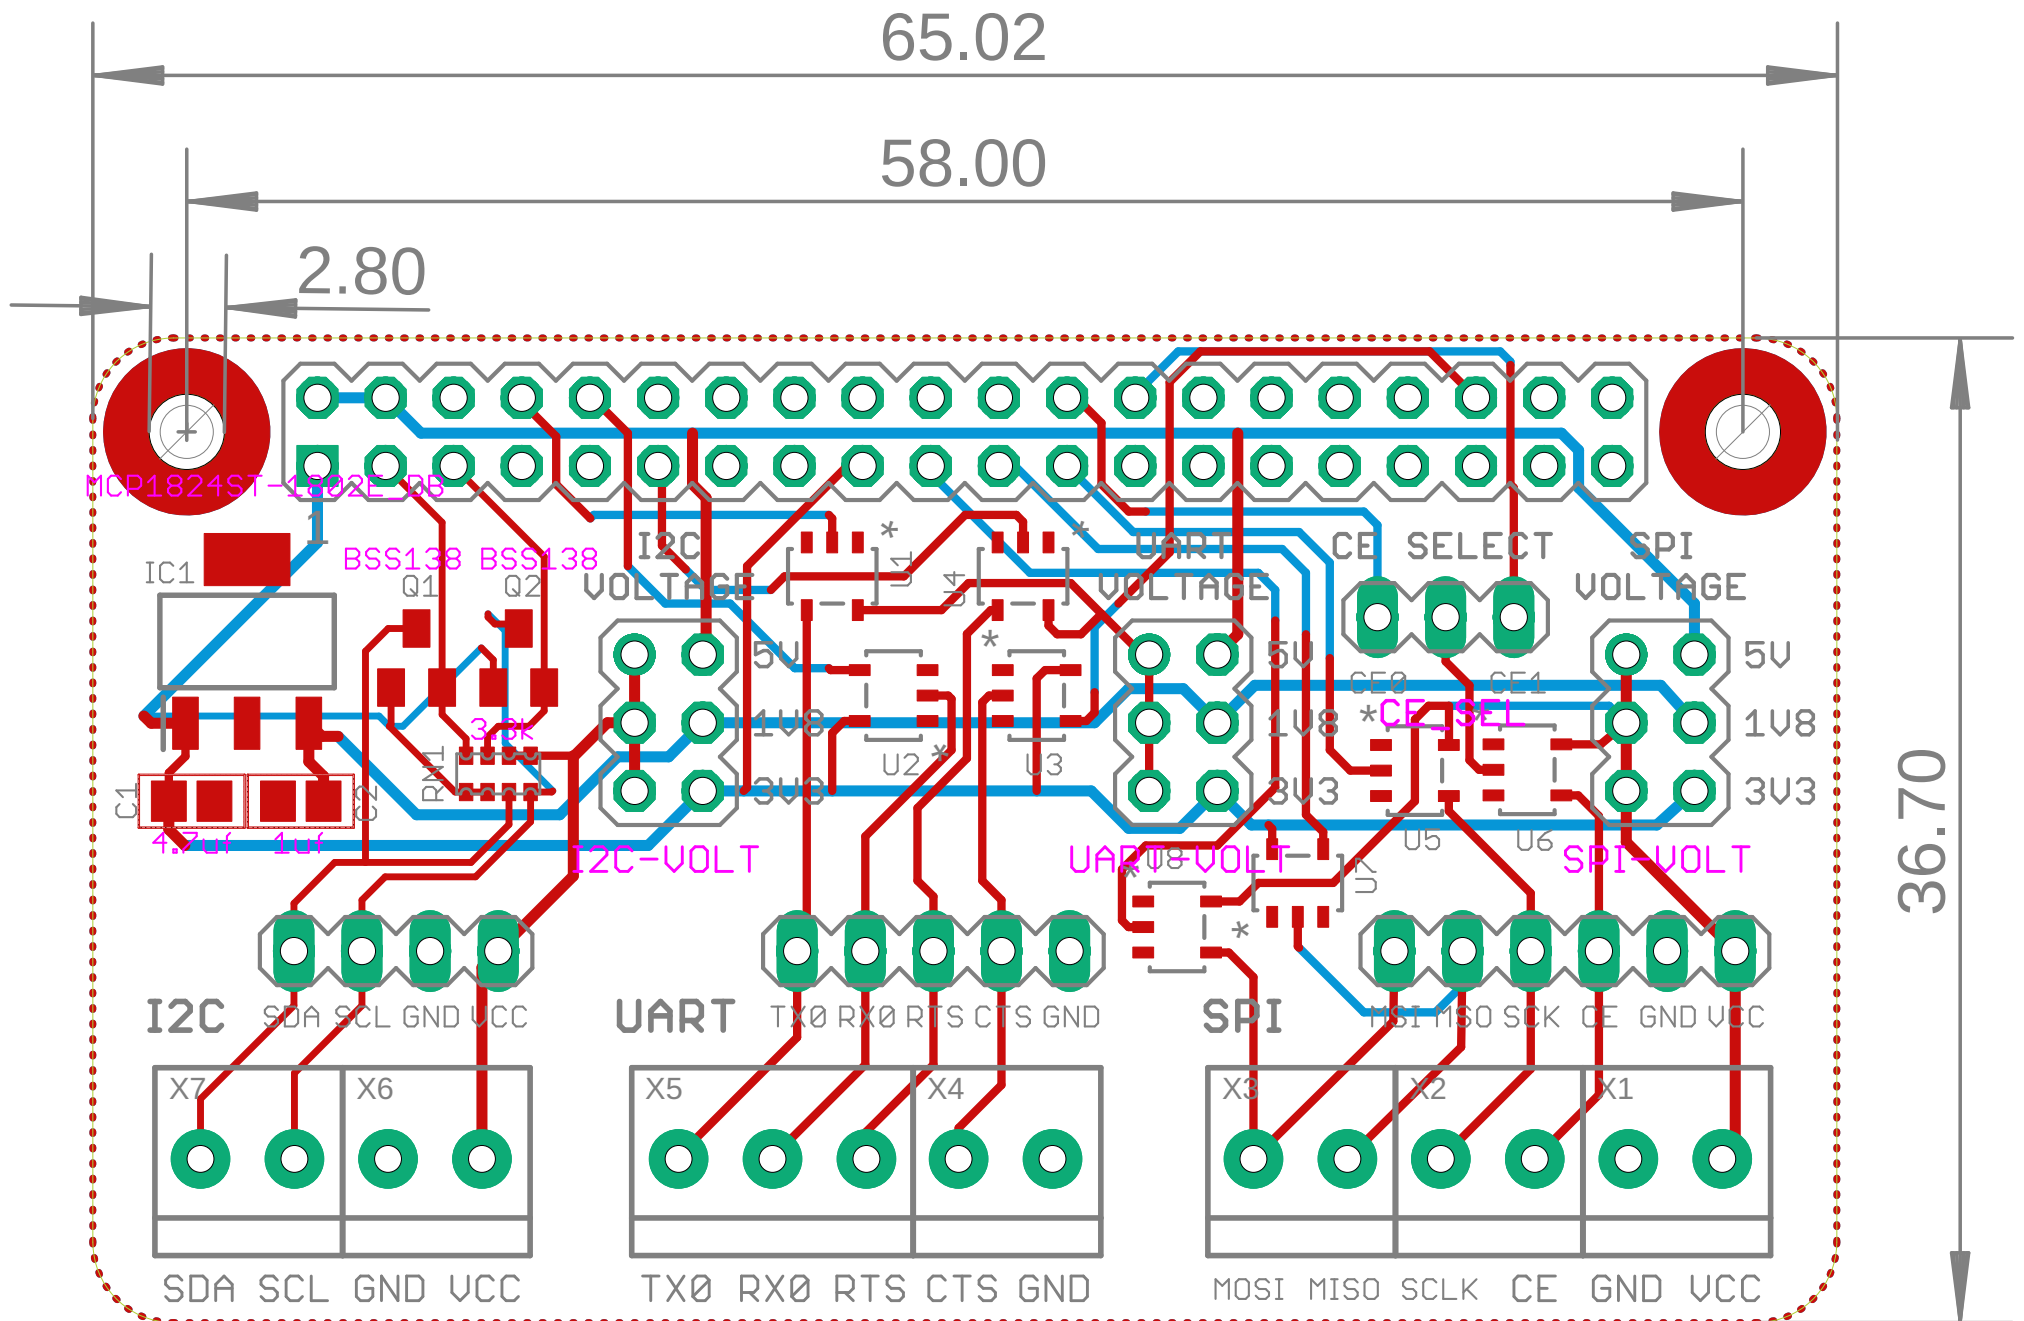 65.02
58.00
2.80
36.70
MCP1824ST-1802E_DB
1
IC1
BSS138 BSS138
Q1 Q2
I2C
VOLTAGE
* *
U1
U4
UART
VOLTAGE
CE SELECT
SPI
VOLTAGE
5V
1V8
3V3
*
5V
1V8
3V3
CE0 CE1
*
CE_SEL
5V
1V8
3V3
3.3k
RN1
C1
C2
4.7uf 1uf
U2 * U3
U5 U6
I2C-VOLT
UART-VOLT
SPI-VOLT
* U8
U7
*
I2C
SDA SCL GND VCC
UART
TX0 RX0 RTS CTS GND
SPI
MSI MSO SCK CE GND VCC
X7 X6 X5 X4 X3 X2 X1
SDA SCL GND VCC TX0 RX0 RTS CTS GND MOSI MISO SCLK CE GND VCC